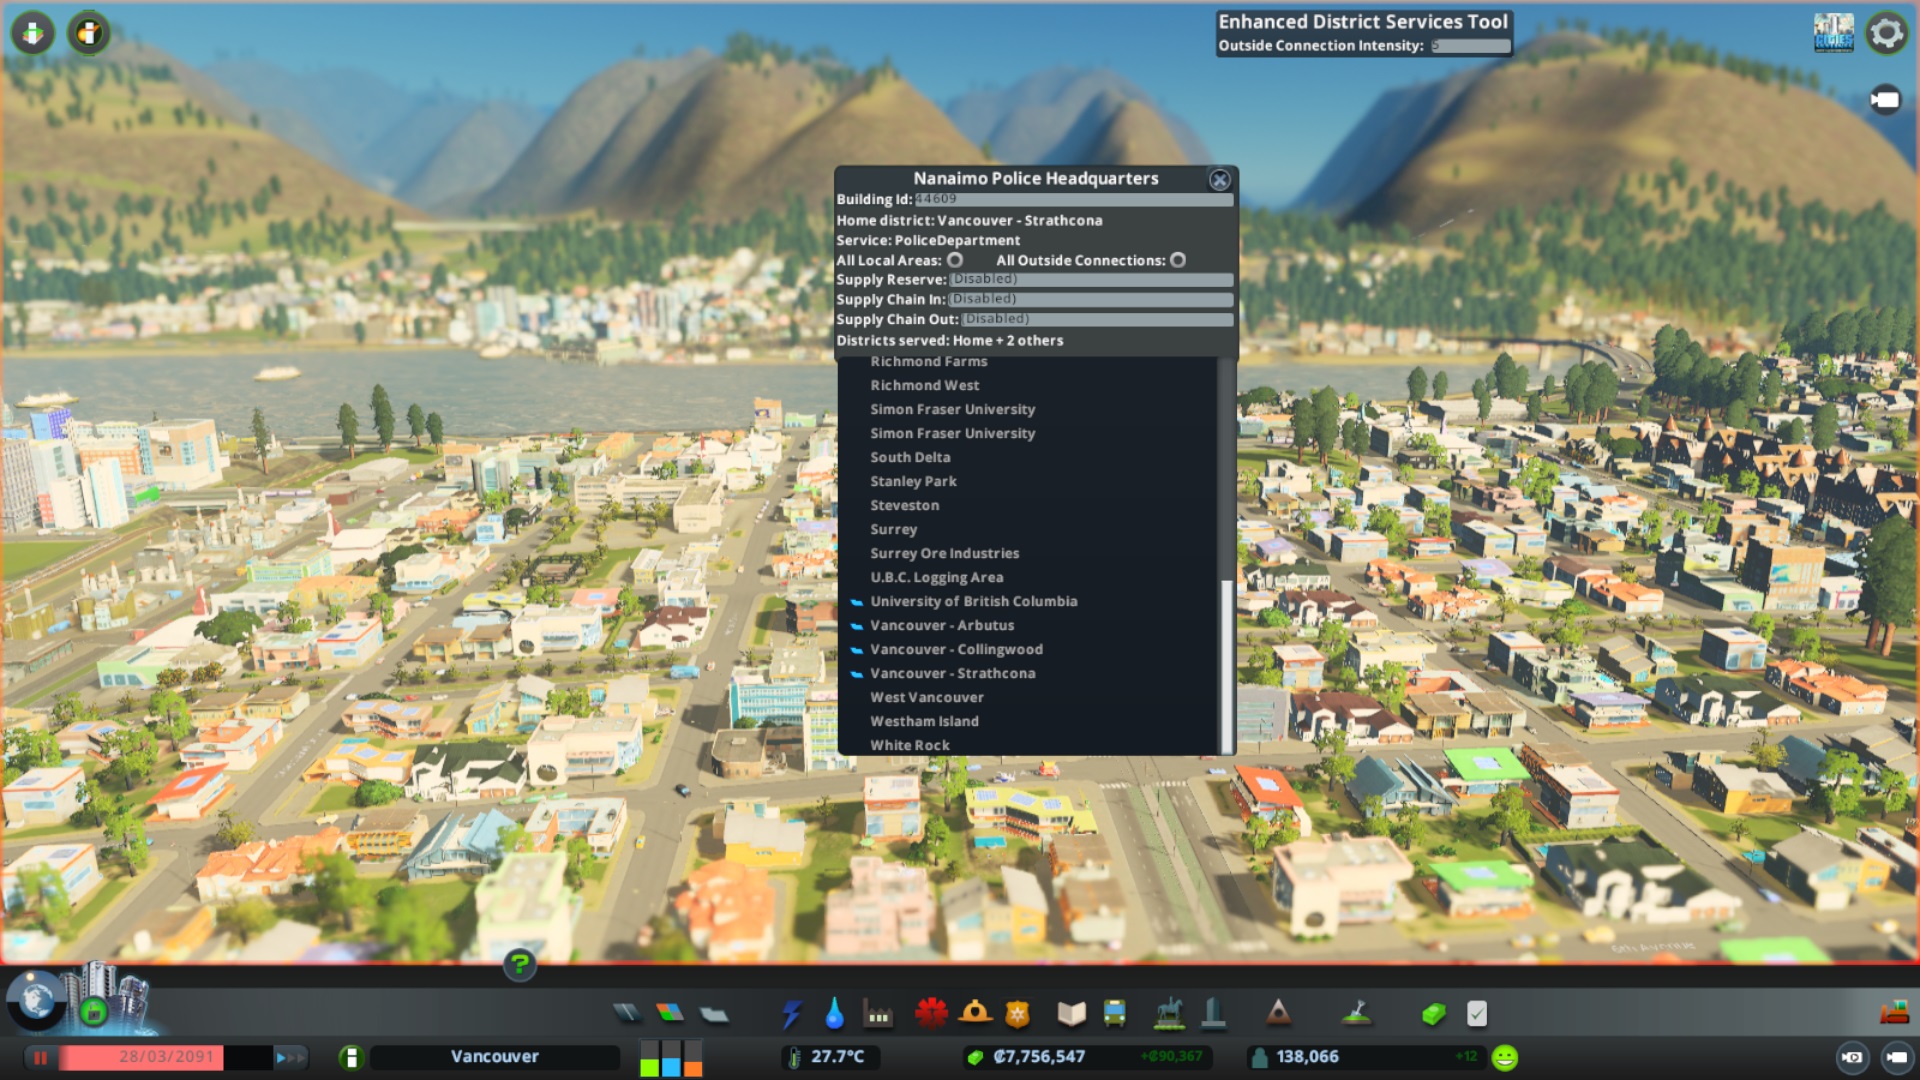 Enhanced District Services Tool
Outside Connection Intensity: 5
Nanaimo Police Headquarters
Building Id: 44609
Home district: Vancouver - Strathcona
Service: PoliceDepartment
All Local Areas: All Outside Connections:
Supply Reserve: (Disabled)
Supply Chain In: (Disabled)
Supply Chain Out: (Disabled)
Districts served: Home + 2 others
Richmond Farms
Richmond West
Simon Fraser University
Simon Fraser University
South Delta
Stanley Park
Steveston
Surrey
Surrey Ore Industries
U.B.C. Logging Area
University of British Columbia
Vancouver - Arbutus
Vancouver - Collingwood
Vancouver - Strathcona
West Vancouver
Westham Island
White Rock
?
28/03/2091
Vancouver
27.7°C
₡7,756,547
+₡90,367
138,066
+12